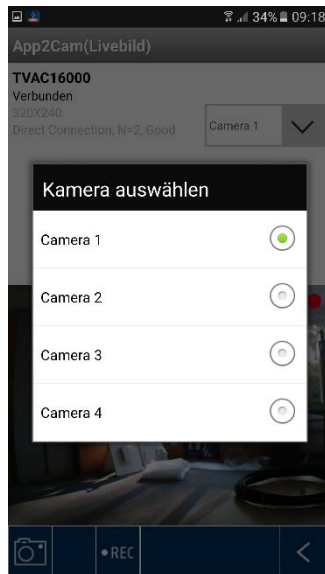 34% 09:18
App2Cam(Livebild)
TVAC16000
Verbunden
320X240
Direct Connection, N=2, Good
Camera 1
Kamera auswählen
Camera 1
Camera 2
Camera 3
Camera 4
REC